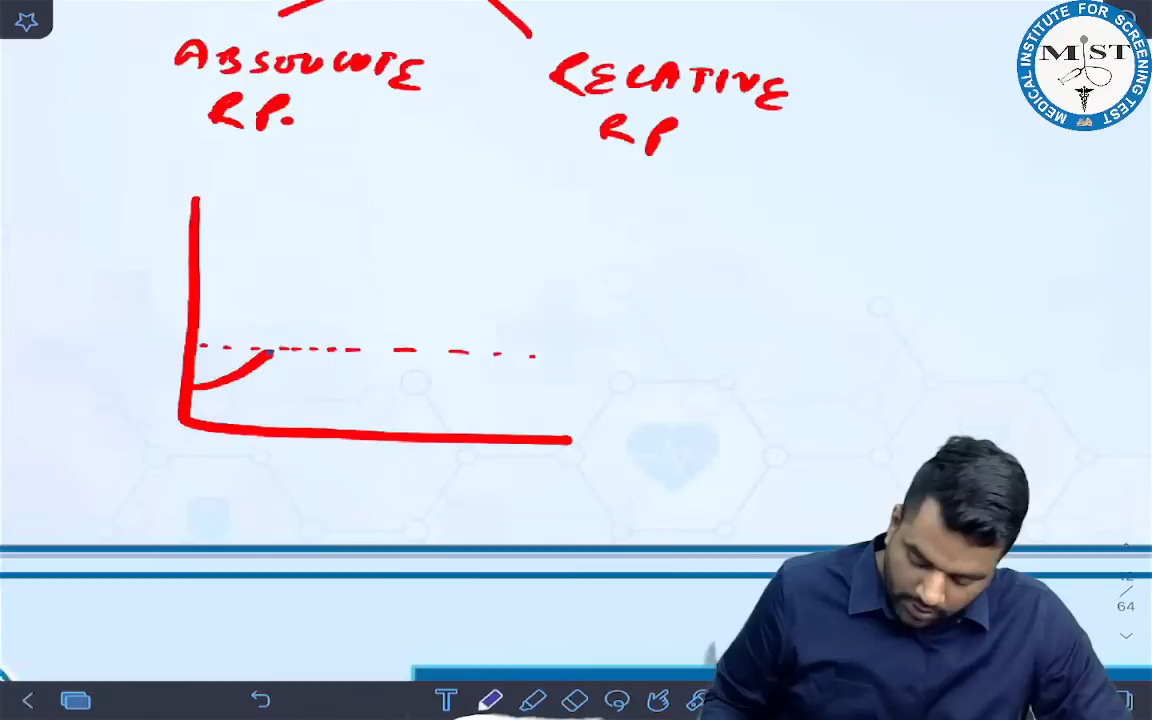 ABSOLUTE
RP.
RELATIVE
RP
MEDICAL INSTITUTE FOR SCREENING TEST
MIST
64
T